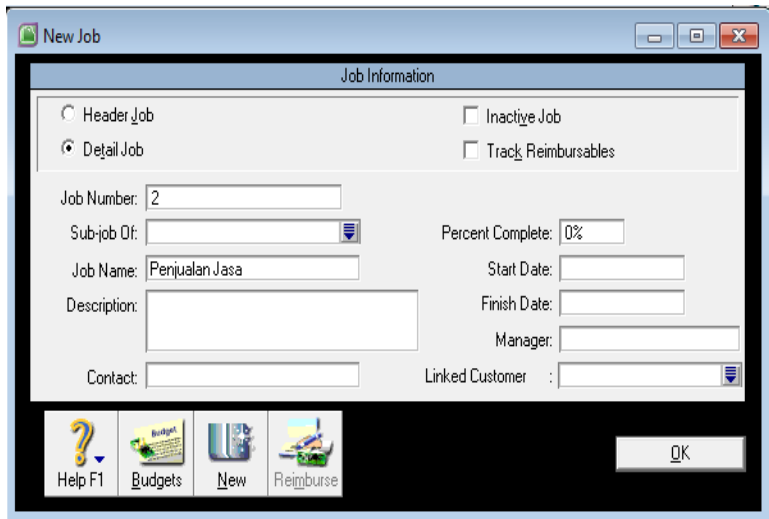 New Job
Job Information
Header Job
Inactive Job
Detail Job
Track Reimbursables
Job Number: 2
Sub-job Of:
Percent Complete: 0%
Job Name: Penjualan Jasa
Start Date:
Description:
Finish Date:
Manager:
Contact:
Linked Customer :
Budget
Help F1
Budgets
New
Reimburse
OK